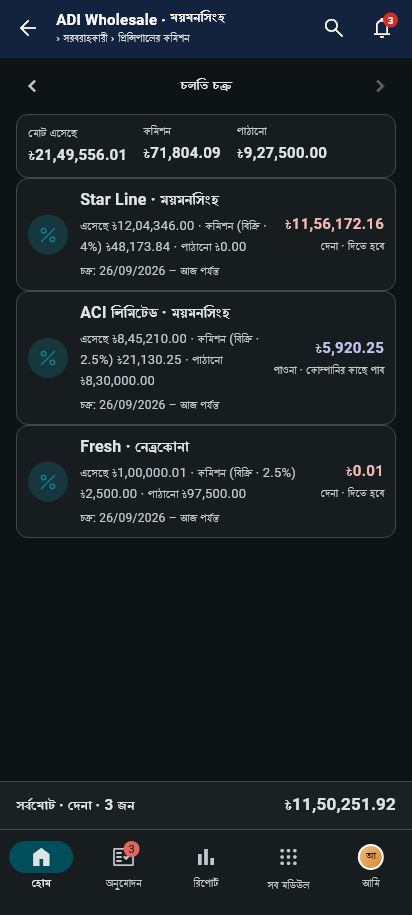 ADI Wholesale · ময়মনসিংহ
› সরবরাহকারী › প্রিন্সিপালের কমিশন
3
চলতি চক্র
মোট এসেছে
৳21,49,556.01
কমিশন
৳71,804.09
পাঠানো
৳9,27,500.00
Star Line · ময়মনসিংহ
এসেছে ৳12,04,346.00 · কমিশন (বিক্রি ·
4%) ৳48,173.84 · পাঠানো ৳0.00
চক্র: 26/09/2026 – আজ পর্যন্ত
৳11,56,172.16
দেনা · দিতে হবে
ACI লিমিটেড · ময়মনসিংহ
এসেছে ৳8,45,210.00 · কমিশন (বিক্রি ·
2.5%) ৳21,130.25 · পাঠানো
৳8,30,000.00
চক্র: 26/09/2026 – আজ পর্যন্ত
৳5,920.25
পাওনা · কোম্পানির কাছে পাব
Fresh · নেত্রকোনা
এসেছে ৳1,00,000.01 · কমিশন (বিক্রি · 2.5%)
৳2,500.00 · পাঠানো ৳97,500.00
চক্র: 26/09/2026 – আজ পর্যন্ত
৳0.01
দেনা · দিতে হবে
সর্বমোট · দেনা · 3 জন
৳11,50,251.92
হোম
3
অনুমোদন
রিপোর্ট
সব মডিউল
আ
আমি